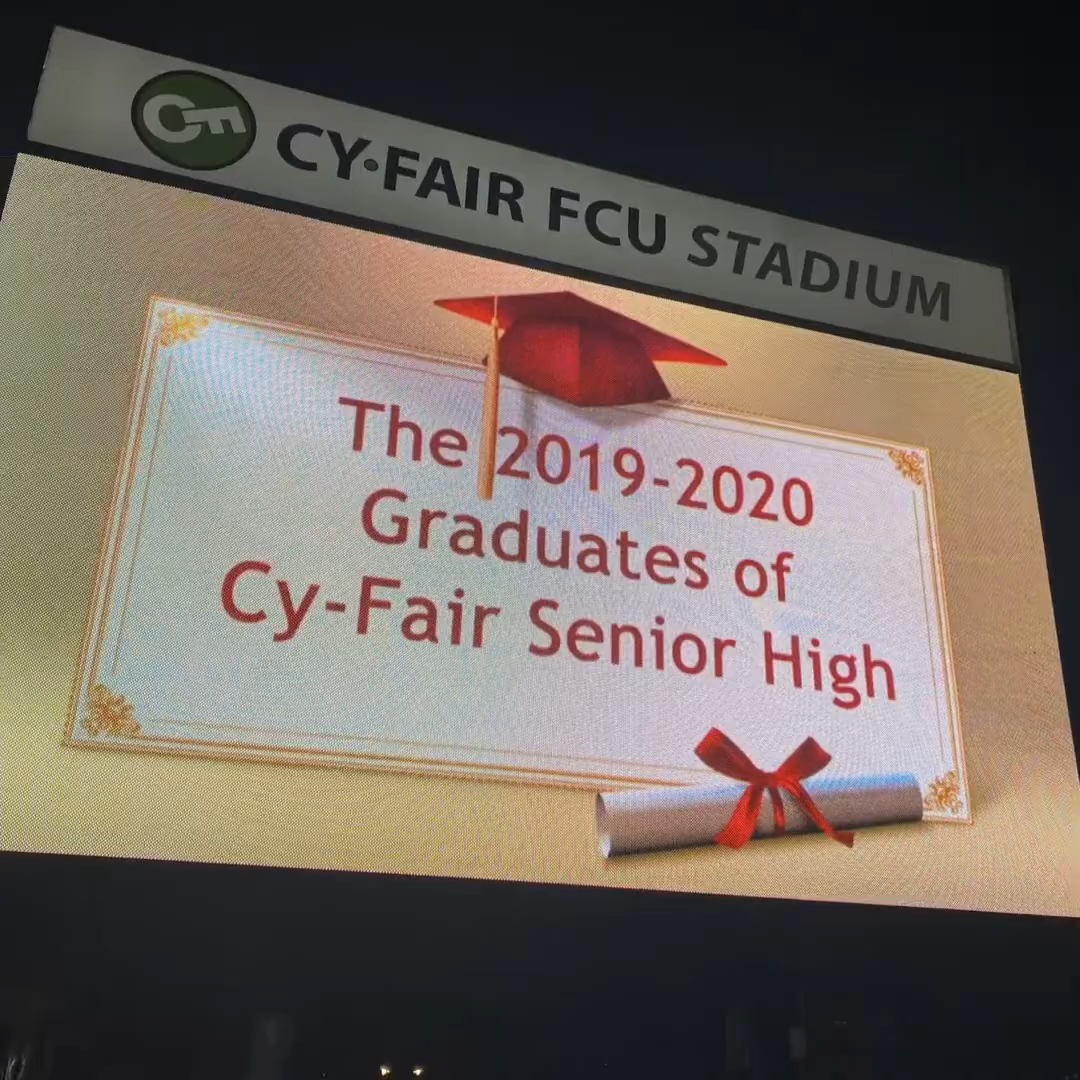 CF CY·FAIR FCU STADIUM
The 2019-2020
Graduates of
Cy-Fair Senior High